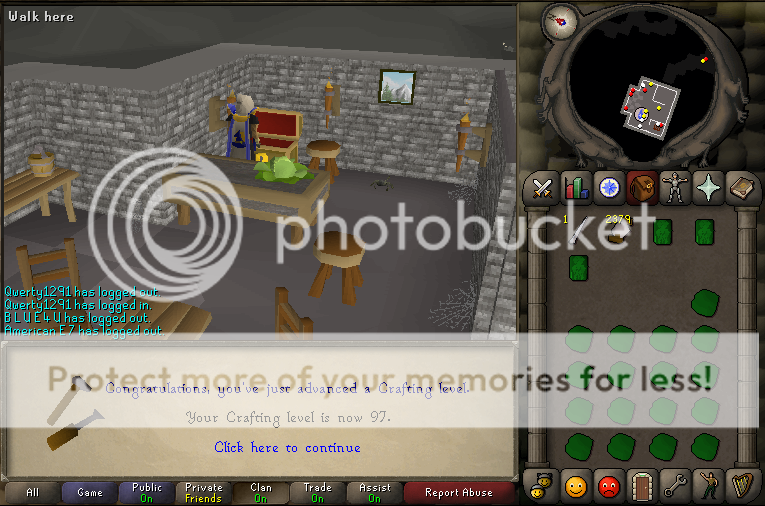 Walk here
1 2879
photobucket
Qwerty1291 has logged out.
Qwerty1291 has logged in.
B L U E 4 U has logged out.
American E7 has logged out.
Protect more of your memories for less!
Congratulations, you've just advanced a Crafting level.
Your Crafting level is now 97.
Click here to continue
All Game Public Private Clan Trade Assist Report Abuse
On Friends On On On